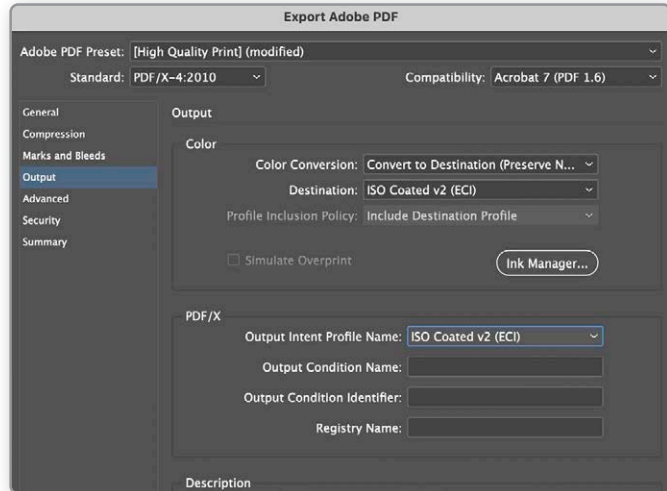 Export Adobe PDF
Adobe PDF Preset: [High Quality Print] (modified)
Standard: PDF/X-4:2010 Compatibility: Acrobat 7 (PDF 1.6)
General
Compression
Marks and Bleeds
Output
Advanced
Security
Summary
Output
Color
Color Conversion: Convert to Destination (Preserve N...
Destination: ISO Coated v2 (ECI)
Profile Inclusion Policy: Include Destination Profile
Simulate Overprint Ink Manager...
PDF/X
Output Intent Profile Name: ISO Coated v2 (ECI)
Output Condition Name:
Output Condition Identifier:
Registry Name:
Description